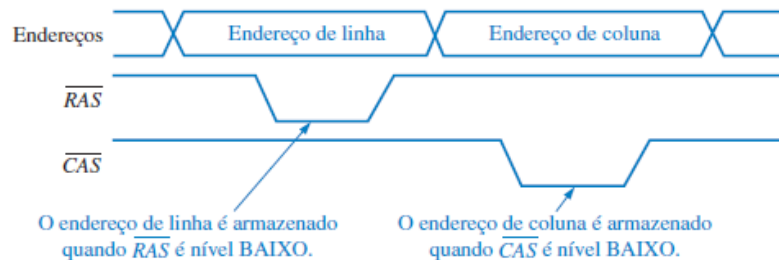 Endereços
Endereço de linha
Endereço de coluna
RAS
CAS
O endereço de linha é armazenado
quando RAS é nível BAIXO.
O endereço de coluna é armazenado
quando CAS é nível BAIXO.